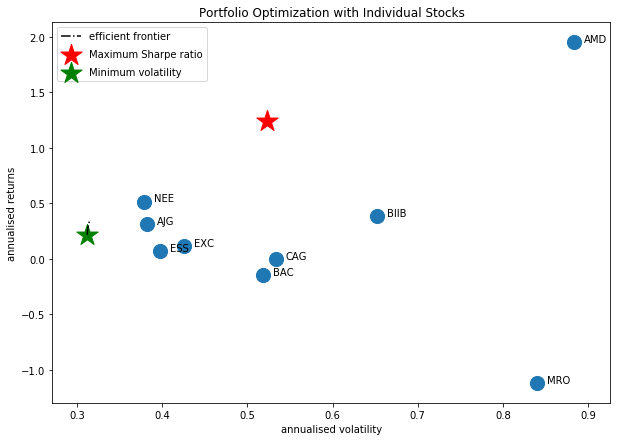 Portfolio Optimization with Individual Stocks
efficient frontier
Maximum Sharpe ratio
Minimum volatility
AMD
NEE
AJG
BIIB
EXC
ESS
CAG
BAC
MRO
2.0
1.5
1.0
0.5
0.0
−0.5
−1.0
annualised returns
0.3 0.4 0.5 0.6 0.7 0.8 0.9
annualised volatility